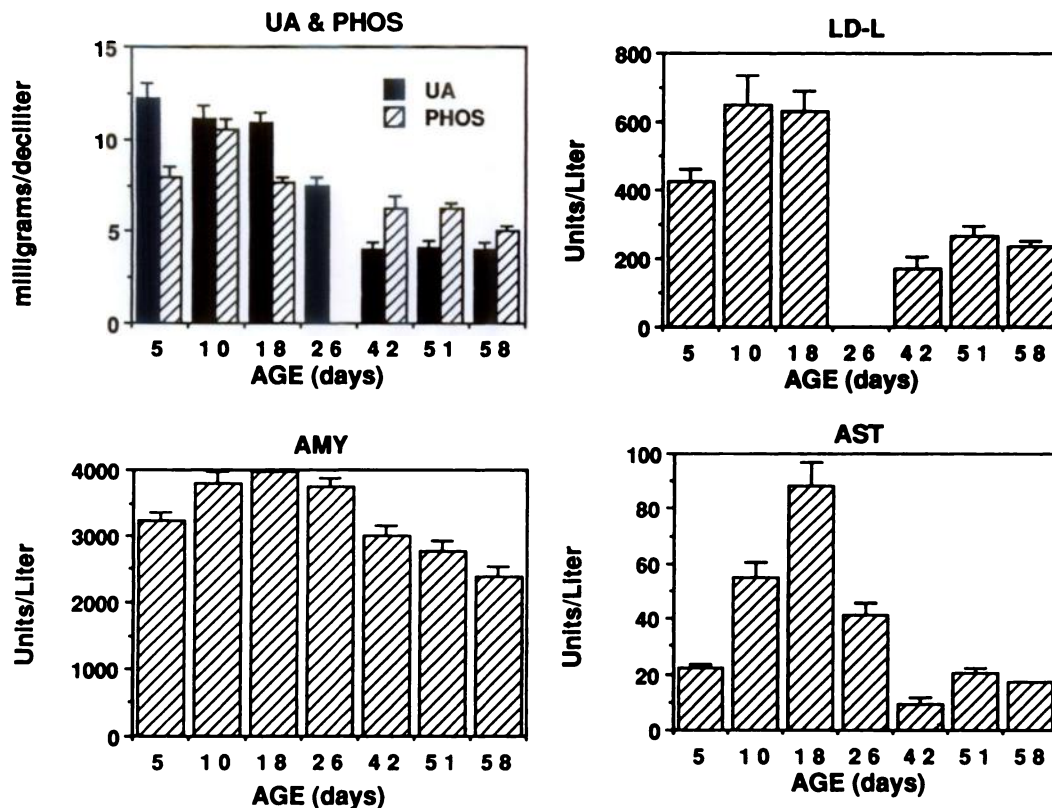 UA & PHOS
milligrams/deciliter
15
10
5
0
UA
PHOS
5 10 18 26 42 51 58
AGE (days)
LD-L
Units/Liter
800
600
400
200
0
5 10 18 26 42 51 58
AGE (days)
AMY
Units/Liter
4000
3000
2000
1000
0
5 10 18 26 42 51 58
AGE (days)
AST
Units/Liter
100
80
60
40
20
0
5 10 18 26 42 51 58
AGE (days)